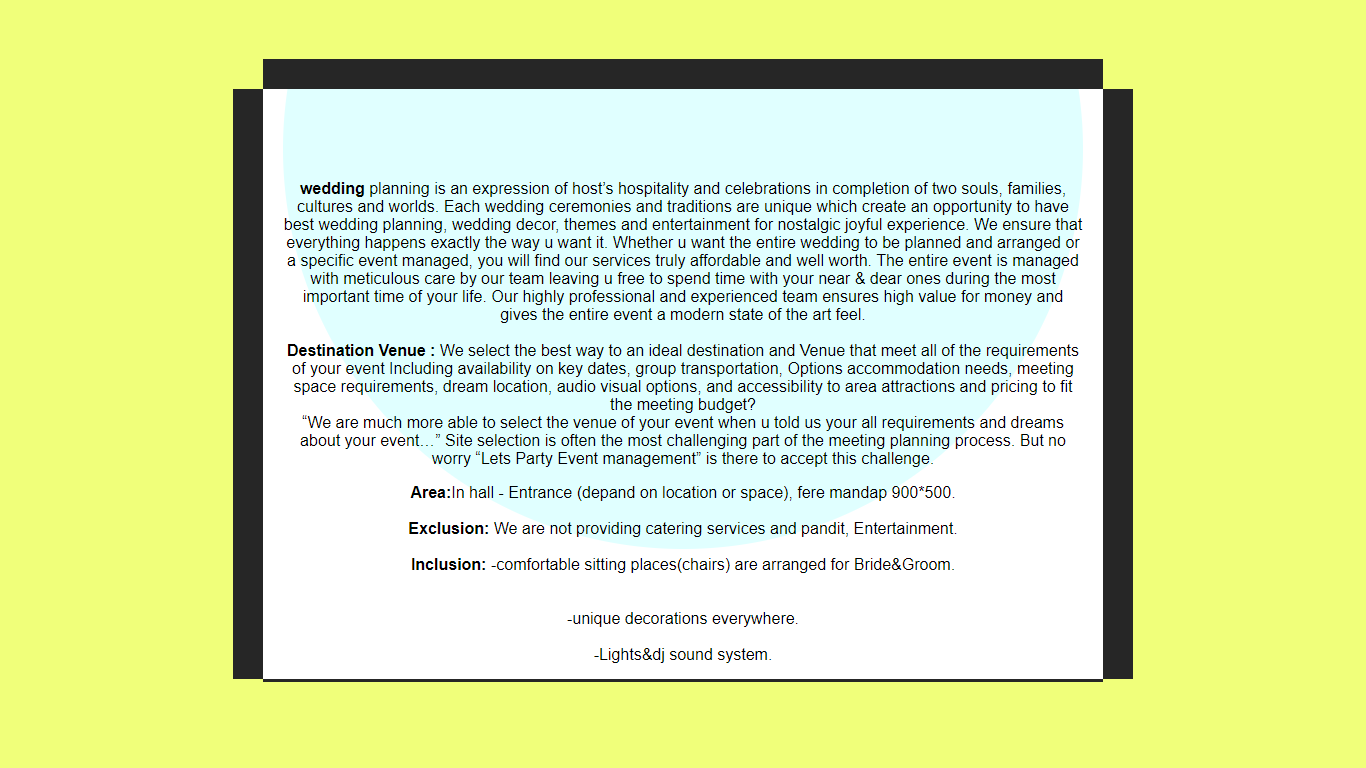 wedding planning is an expression of host’s hospitality and celebrations in completion of two souls, families,
cultures and worlds. Each wedding ceremonies and traditions are unique which create an opportunity to have
best wedding planning, wedding decor, themes and entertainment for nostalgic joyful experience. We ensure that
everything happens exactly the way u want it. Whether u want the entire wedding to be planned and arranged or
a specific event managed, you will find our services truly affordable and well worth. The entire event is managed
with meticulous care by our team leaving u free to spend time with your near & dear ones during the most
important time of your life. Our highly professional and experienced team ensures high value for money and
gives the entire event a modern state of the art feel.
Destination Venue : We select the best way to an ideal destination and Venue that meet all of the requirements
of your event Including availability on key dates, group transportation, Options accommodation needs, meeting
space requirements, dream location, audio visual options, and accessibility to area attractions and pricing to fit
the meeting budget?
“We are much more able to select the venue of your event when u told us your all requirements and dreams
about your event…” Site selection is often the most challenging part of the meeting planning process. But no
worry “Lets Party Event management” is there to accept this challenge.
Area:In hall - Entrance (depand on location or space), fere mandap 900*500.
Exclusion: We are not providing catering services and pandit, Entertainment.
Inclusion: -comfortable sitting places(chairs) are arranged for Bride&Groom.
-unique decorations everywhere.
-Lights&dj sound system.